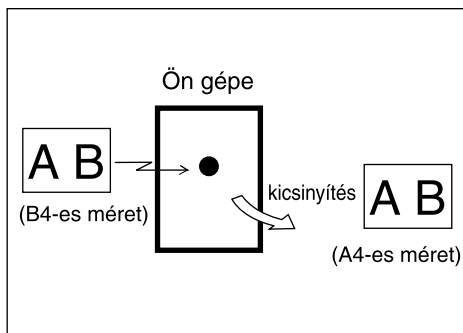 Ön gépe
A B
(B4-es méret)
kicsinyítés
A B
(A4-es méret)